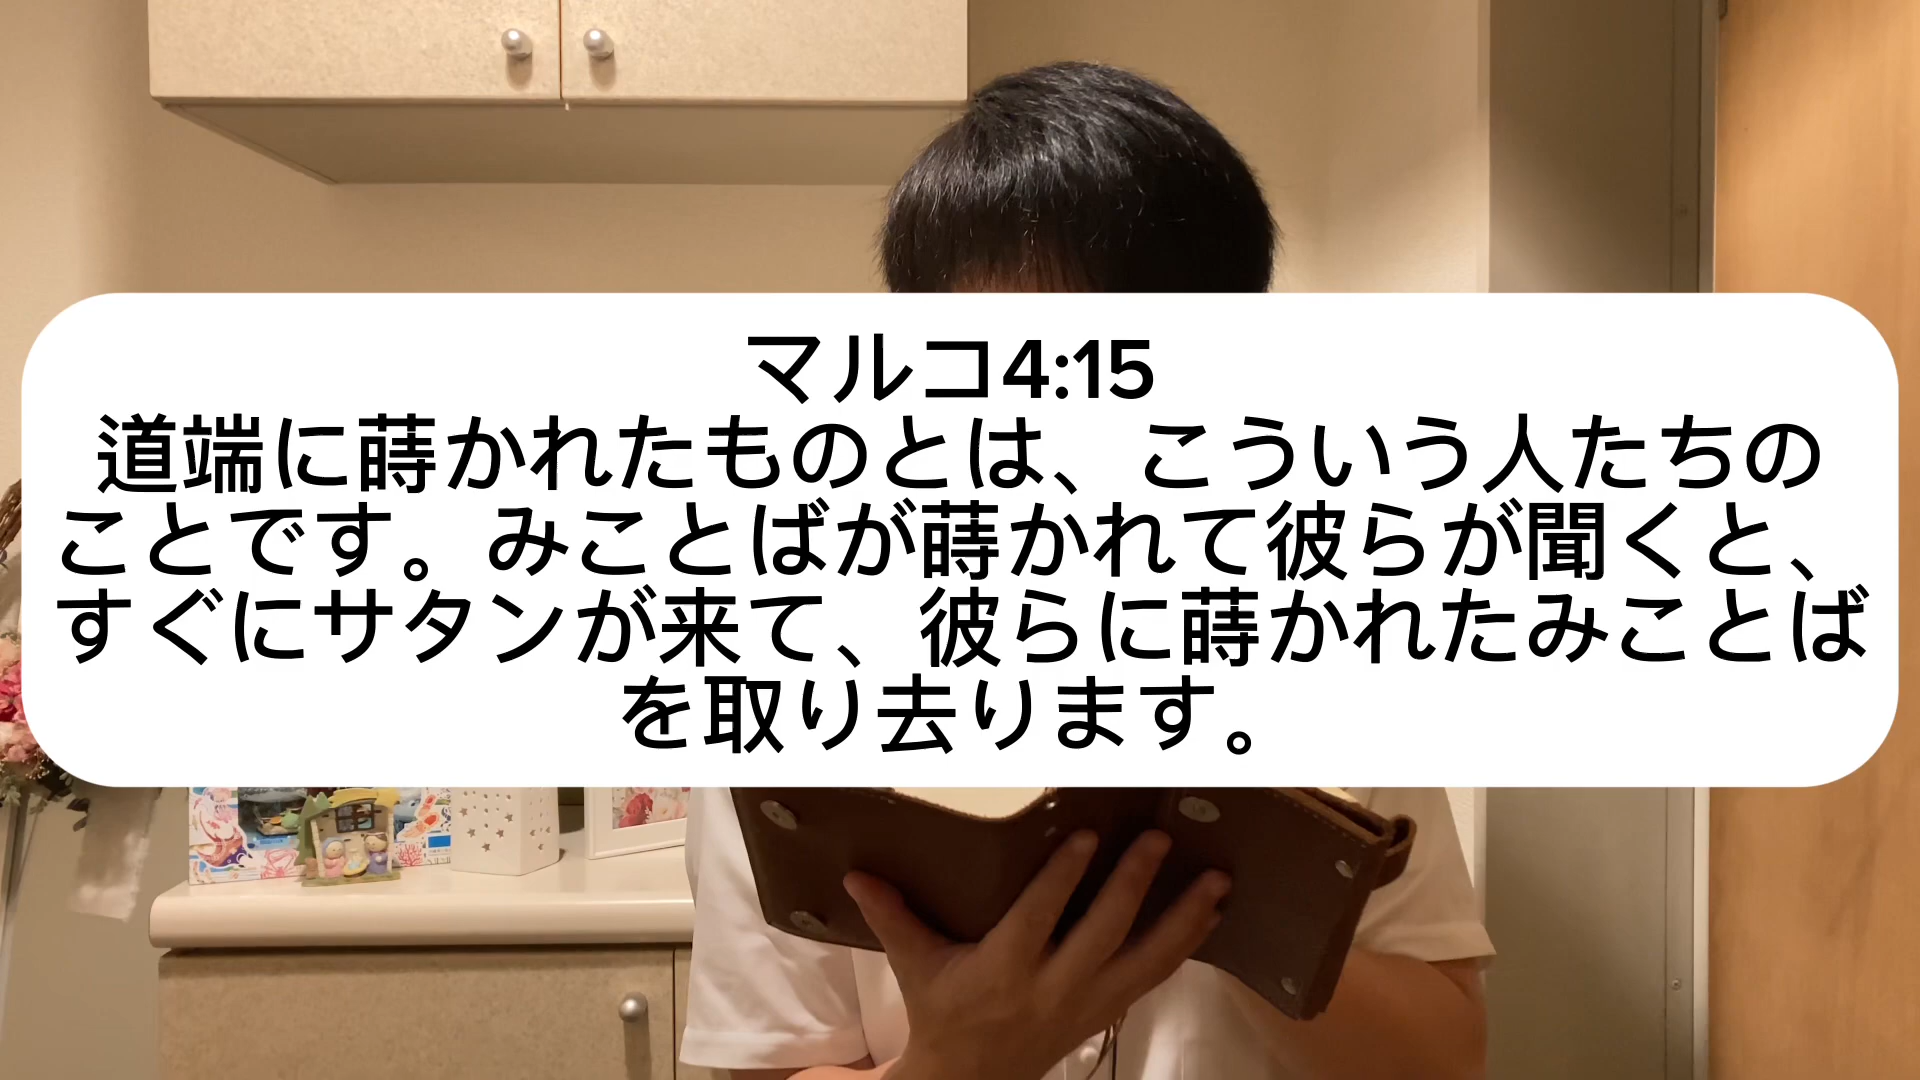 マルコ4:15
道端に蒔かれたものとは、こういう人たちの
ことです。みことばが蒔かれて彼らが聞くと、
すぐにサタンが来て、彼らに蒔かれたみことば
を取り去ります。